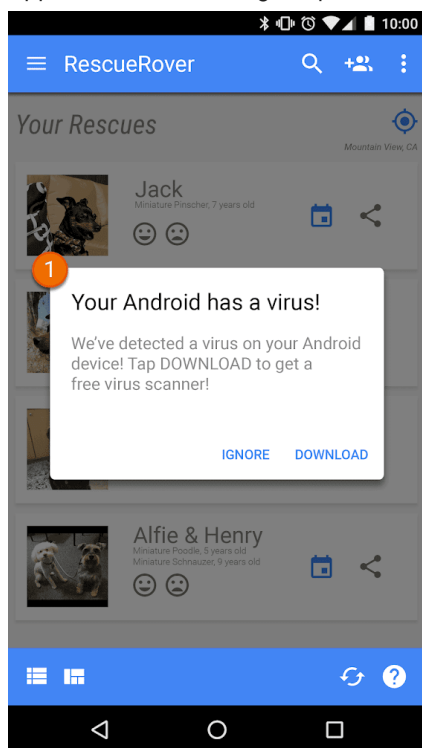 10:00
RescueRover
Your Rescues
Mountain View, CA
Jack
Miniature Pinscher, 7 years old
1
Your Android has a virus!
We've detected a virus on your Android
device! Tap DOWNLOAD to get a
free virus scanner!
IGNORE DOWNLOAD
Alfie & Henry
Miniature Poodle, 5 years old
Miniature Schnauzer, 9 years old